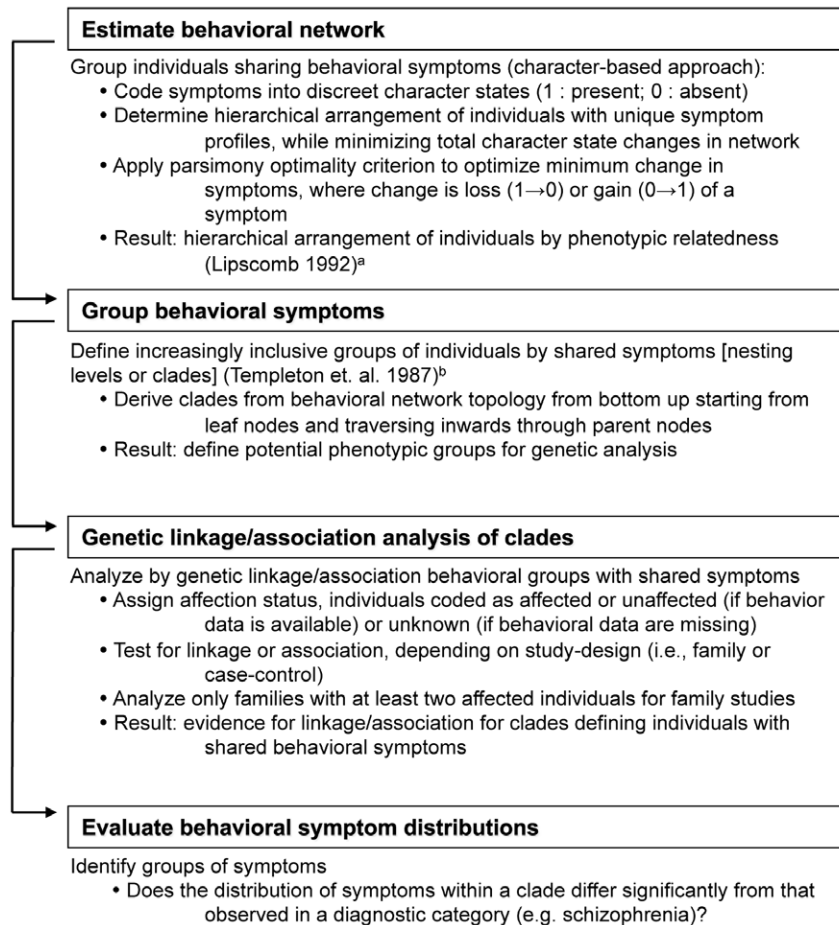 Estimate behavioral network
Group individuals sharing behavioral symptoms (character-based approach):
• Code symptoms into discreet character states (1 : present; 0 : absent)
• Determine hierarchical arrangement of individuals with unique symptom
profiles, while minimizing total character state changes in network
• Apply parsimony optimality criterion to optimize minimum change in
symptoms, where change is loss (1→0) or gain (0→1) of a
symptom
• Result: hierarchical arrangement of individuals by phenotypic relatedness
(Lipscomb 1992)ᵃ
Group behavioral symptoms
Define increasingly inclusive groups of individuals by shared symptoms [nesting
levels or clades] (Templeton et. al. 1987)ᵇ
• Derive clades from behavioral network topology from bottom up starting from
leaf nodes and traversing inwards through parent nodes
• Result: define potential phenotypic groups for genetic analysis
Genetic linkage/association analysis of clades
Analyze by genetic linkage/association behavioral groups with shared symptoms
• Assign affection status, individuals coded as affected or unaffected (if behavior
data is available) or unknown (if behavioral data are missing)
• Test for linkage or association, depending on study-design (i.e., family or
case-control)
• Analyze only families with at least two affected individuals for family studies
• Result: evidence for linkage/association for clades defining individuals with
shared behavioral symptoms
Evaluate behavioral symptom distributions
Identify groups of symptoms
• Does the distribution of symptoms within a clade differ significantly from that
observed in a diagnostic category (e.g. schizophrenia)?